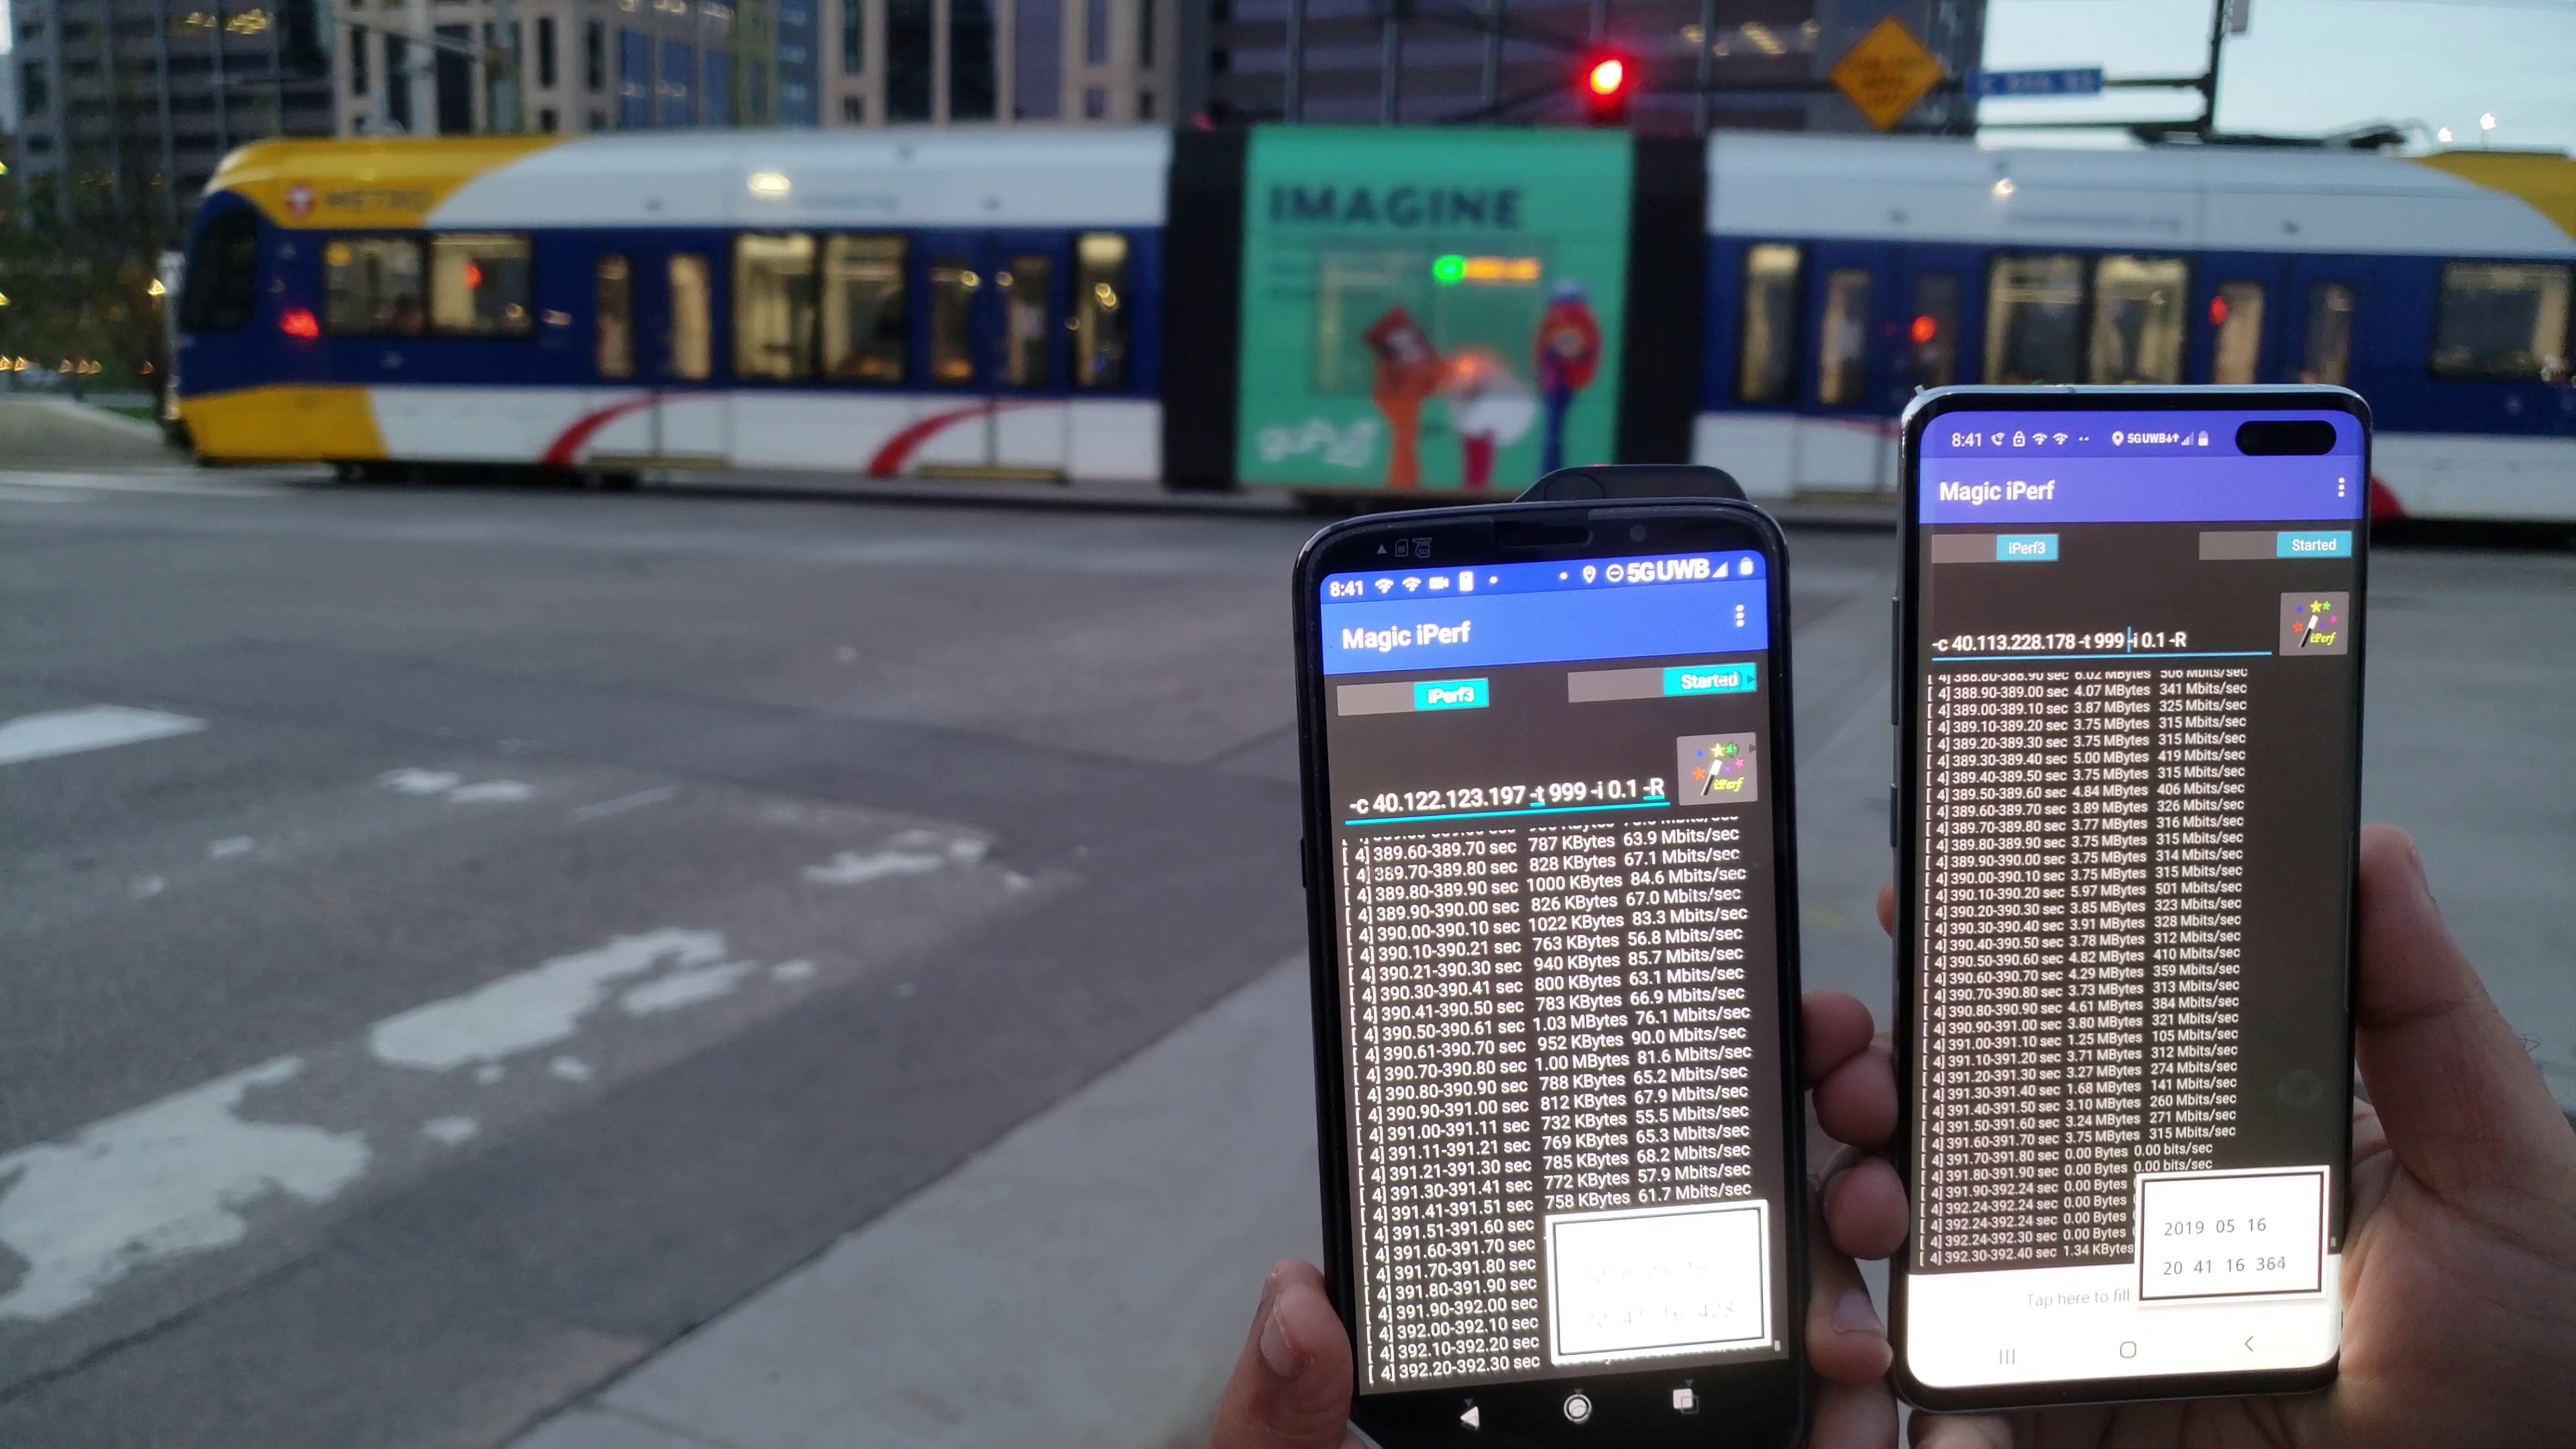 METRO
IMAGINE
8:41
5GUWB
Magic iPerf
iPerf3
Started
-c 40.122.123.197 -t 999 -i 0.1 -R
[ 4] 389.60-389.70 sec 787 KBytes 63.9 Mbits/sec
[ 4] 389.70-389.80 sec 828 KBytes 67.1 Mbits/sec
[ 4] 389.80-389.90 sec 1000 KBytes 84.6 Mbits/sec
[ 4] 389.90-390.00 sec 826 KBytes 67.0 Mbits/sec
[ 4] 390.00-390.10 sec 1022 KBytes 83.3 Mbits/sec
[ 4] 390.10-390.21 sec 763 KBytes 56.8 Mbits/sec
[ 4] 390.21-390.30 sec 940 KBytes 85.7 Mbits/sec
[ 4] 390.30-390.41 sec 800 KBytes 63.1 Mbits/sec
[ 4] 390.41-390.50 sec 783 KBytes 66.9 Mbits/sec
[ 4] 390.50-390.61 sec 1.03 MBytes 76.1 Mbits/sec
[ 4] 390.61-390.70 sec 952 KBytes 90.0 Mbits/sec
[ 4] 390.70-390.80 sec 1.00 MBytes 81.6 Mbits/sec
[ 4] 390.80-390.90 sec 788 KBytes 65.2 Mbits/sec
[ 4] 390.90-391.00 sec 812 KBytes 67.9 Mbits/sec
[ 4] 391.00-391.11 sec 732 KBytes 55.5 Mbits/sec
[ 4] 391.11-391.21 sec 769 KBytes 65.3 Mbits/sec
[ 4] 391.21-391.30 sec 785 KBytes 68.2 Mbits/sec
[ 4] 391.30-391.41 sec 772 KBytes 57.9 Mbits/sec
[ 4] 391.41-391.51 sec 758 KBytes 61.7 Mbits/sec
[ 4] 391.51-391.60 sec
[ 4] 391.60-391.70 sec
[ 4] 391.70-391.80 sec
[ 4] 391.80-391.90 sec
[ 4] 391.90-392.00 sec
[ 4] 392.00-392.10 sec
[ 4] 392.10-392.20 sec
[ 4] 392.20-392.30 sec
8:41
5GUWB
Magic iPerf
iPerf3
Started
-c 40.113.228.178 -t 999 -i 0.1 -R
[ 4] 388.80-388.90 sec 6.02 MBytes 506 Mbits/sec
[ 4] 388.90-389.00 sec 4.07 MBytes 341 Mbits/sec
[ 4] 389.00-389.10 sec 3.87 MBytes 325 Mbits/sec
[ 4] 389.10-389.20 sec 3.75 MBytes 315 Mbits/sec
[ 4] 389.20-389.30 sec 3.75 MBytes 315 Mbits/sec
[ 4] 389.30-389.40 sec 5.00 MBytes 419 Mbits/sec
[ 4] 389.40-389.50 sec 3.75 MBytes 315 Mbits/sec
[ 4] 389.50-389.60 sec 4.84 MBytes 406 Mbits/sec
[ 4] 389.60-389.70 sec 3.89 MBytes 326 Mbits/sec
[ 4] 389.70-389.80 sec 3.77 MBytes 316 Mbits/sec
[ 4] 389.80-389.90 sec 3.75 MBytes 315 Mbits/sec
[ 4] 389.90-390.00 sec 3.75 MBytes 314 Mbits/sec
[ 4] 390.00-390.10 sec 3.75 MBytes 315 Mbits/sec
[ 4] 390.10-390.20 sec 5.97 MBytes 501 Mbits/sec
[ 4] 390.20-390.30 sec 3.85 MBytes 323 Mbits/sec
[ 4] 390.30-390.40 sec 3.91 MBytes 328 Mbits/sec
[ 4] 390.40-390.50 sec 3.78 MBytes 312 Mbits/sec
[ 4] 390.50-390.60 sec 4.82 MBytes 410 Mbits/sec
[ 4] 390.60-390.70 sec 4.29 MBytes 359 Mbits/sec
[ 4] 390.70-390.80 sec 3.73 MBytes 313 Mbits/sec
[ 4] 390.80-390.90 sec 4.61 MBytes 384 Mbits/sec
[ 4] 390.90-391.00 sec 3.80 MBytes 321 Mbits/sec
[ 4] 391.00-391.10 sec 1.25 MBytes 105 Mbits/sec
[ 4] 391.10-391.20 sec 3.71 MBytes 312 Mbits/sec
[ 4] 391.20-391.30 sec 3.27 MBytes 274 Mbits/sec
[ 4] 391.30-391.40 sec 1.68 MBytes 141 Mbits/sec
[ 4] 391.40-391.50 sec 3.10 MBytes 260 Mbits/sec
[ 4] 391.50-391.60 sec 3.24 MBytes 271 Mbits/sec
[ 4] 391.60-391.70 sec 3.75 MBytes 315 Mbits/sec
[ 4] 391.70-391.80 sec 0.00 Bytes 0.00 bits/sec
[ 4] 391.80-391.90 sec 0.00 Bytes 0.00 bits/sec
[ 4] 391.90-392.24 sec 0.00 Bytes
[ 4] 392.24-392.24 sec 0.00 Bytes
[ 4] 392.24-392.24 sec 0.00 Bytes
[ 4] 392.24-392.30 sec 0.00 Bytes
[ 4] 392.30-392.40 sec 1.34 KBytes
2019 05 16
20 41 16 364
Tap here to fill